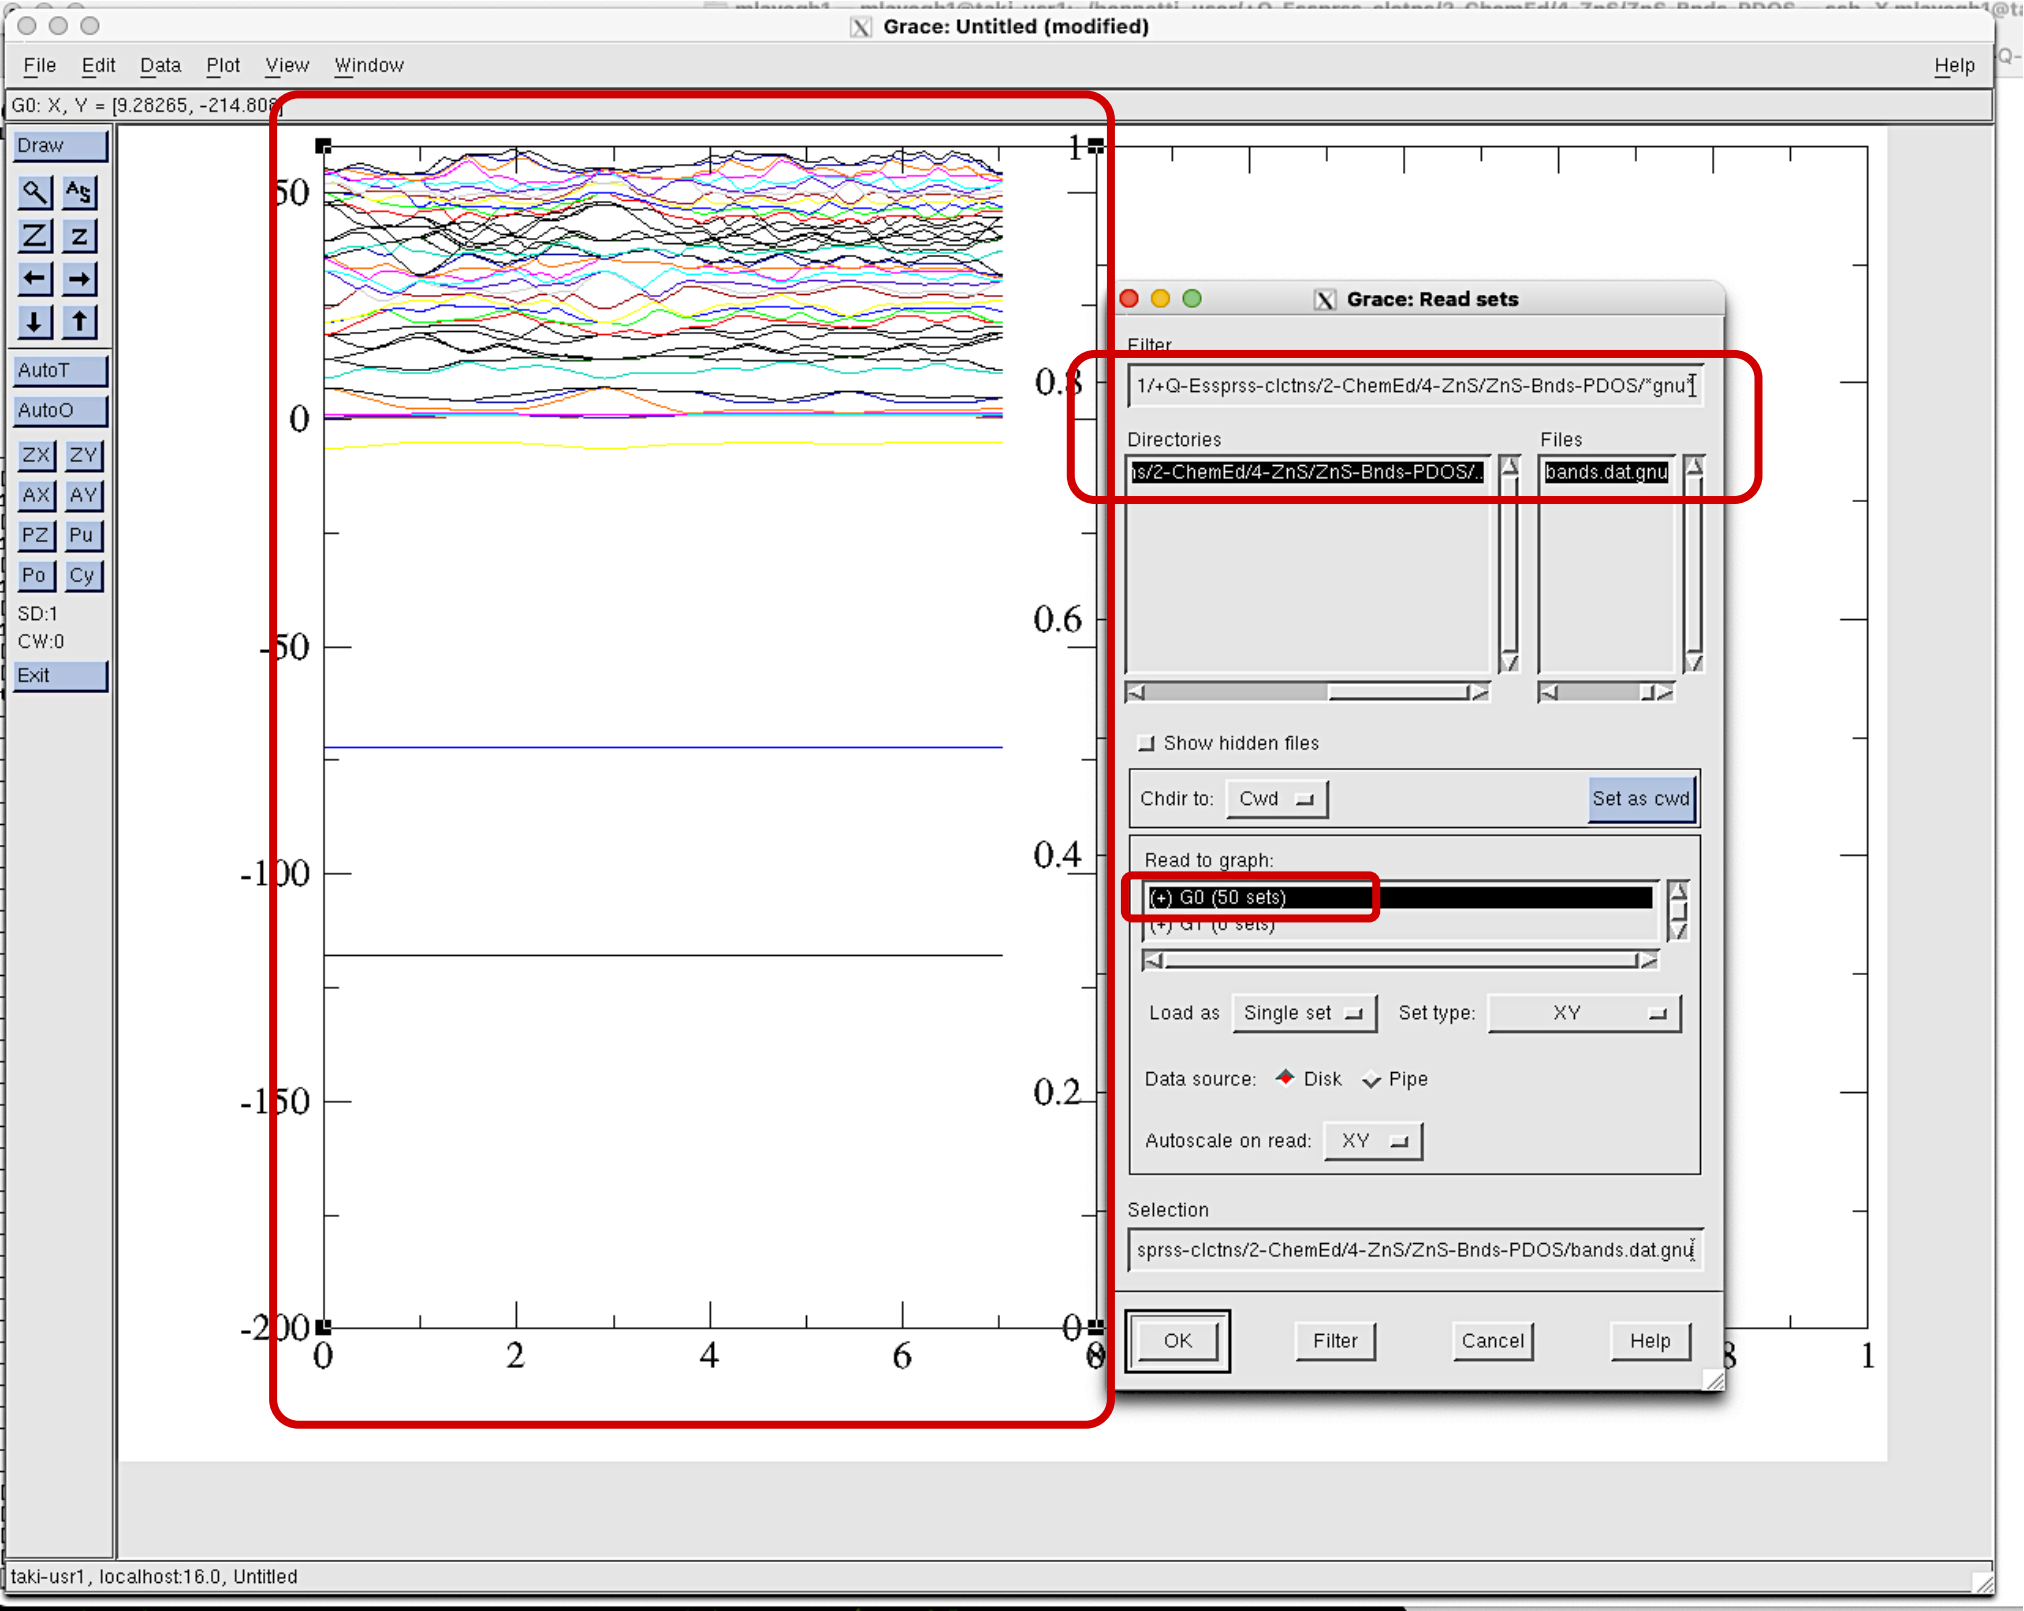 Grace: Untitled (modified)
File Edit Data Plot View Window Help
G0: X, Y = [9.28265, -214.808]
Draw
A S
Z z
AutoT
AutoO
ZX ZY
AX AY
PZ Pu
Po Cy
SD:1
CW:0
Exit
50
0
-50
-100
-150
-200
0 2 4 6 8
1
0.8
0.6
0.4
0.2
0
8 1
Grace: Read sets
Filter
1/+Q-Essprss-clctns/2-ChemEd/4-ZnS/ZnS-Bnds-PDOS/*gnu*
Directories Files
ns/2-ChemEd/4-ZnS/ZnS-Bnds-PDOS/.. bands.dat.gnu
Show hidden files
Chdir to: Cwd Set as cwd
Read to graph:
(+) G0 (50 sets)
(+) G1 (0 sets)
Load as Single set Set type: XY
Data source: Disk Pipe
Autoscale on read: XY
Selection
sprss-clctns/2-ChemEd/4-ZnS/ZnS-Bnds-PDOS/bands.dat.gnu
OK Filter Cancel Help
taki-usr1, localhost:16.0, Untitled